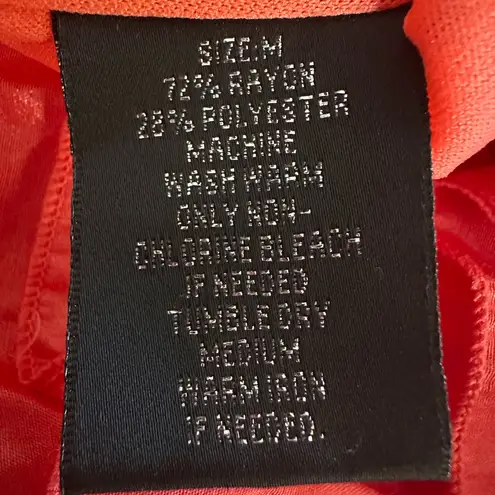 SIZE:M
72% RAYON
28% POLYESTER
MACHINE
WASH WARM
ONLY NON-
CHLORINE BLEACH
IF NEEDED
TUMBLE DRY
MEDIUM
WARM IRON
IF NEEDED.